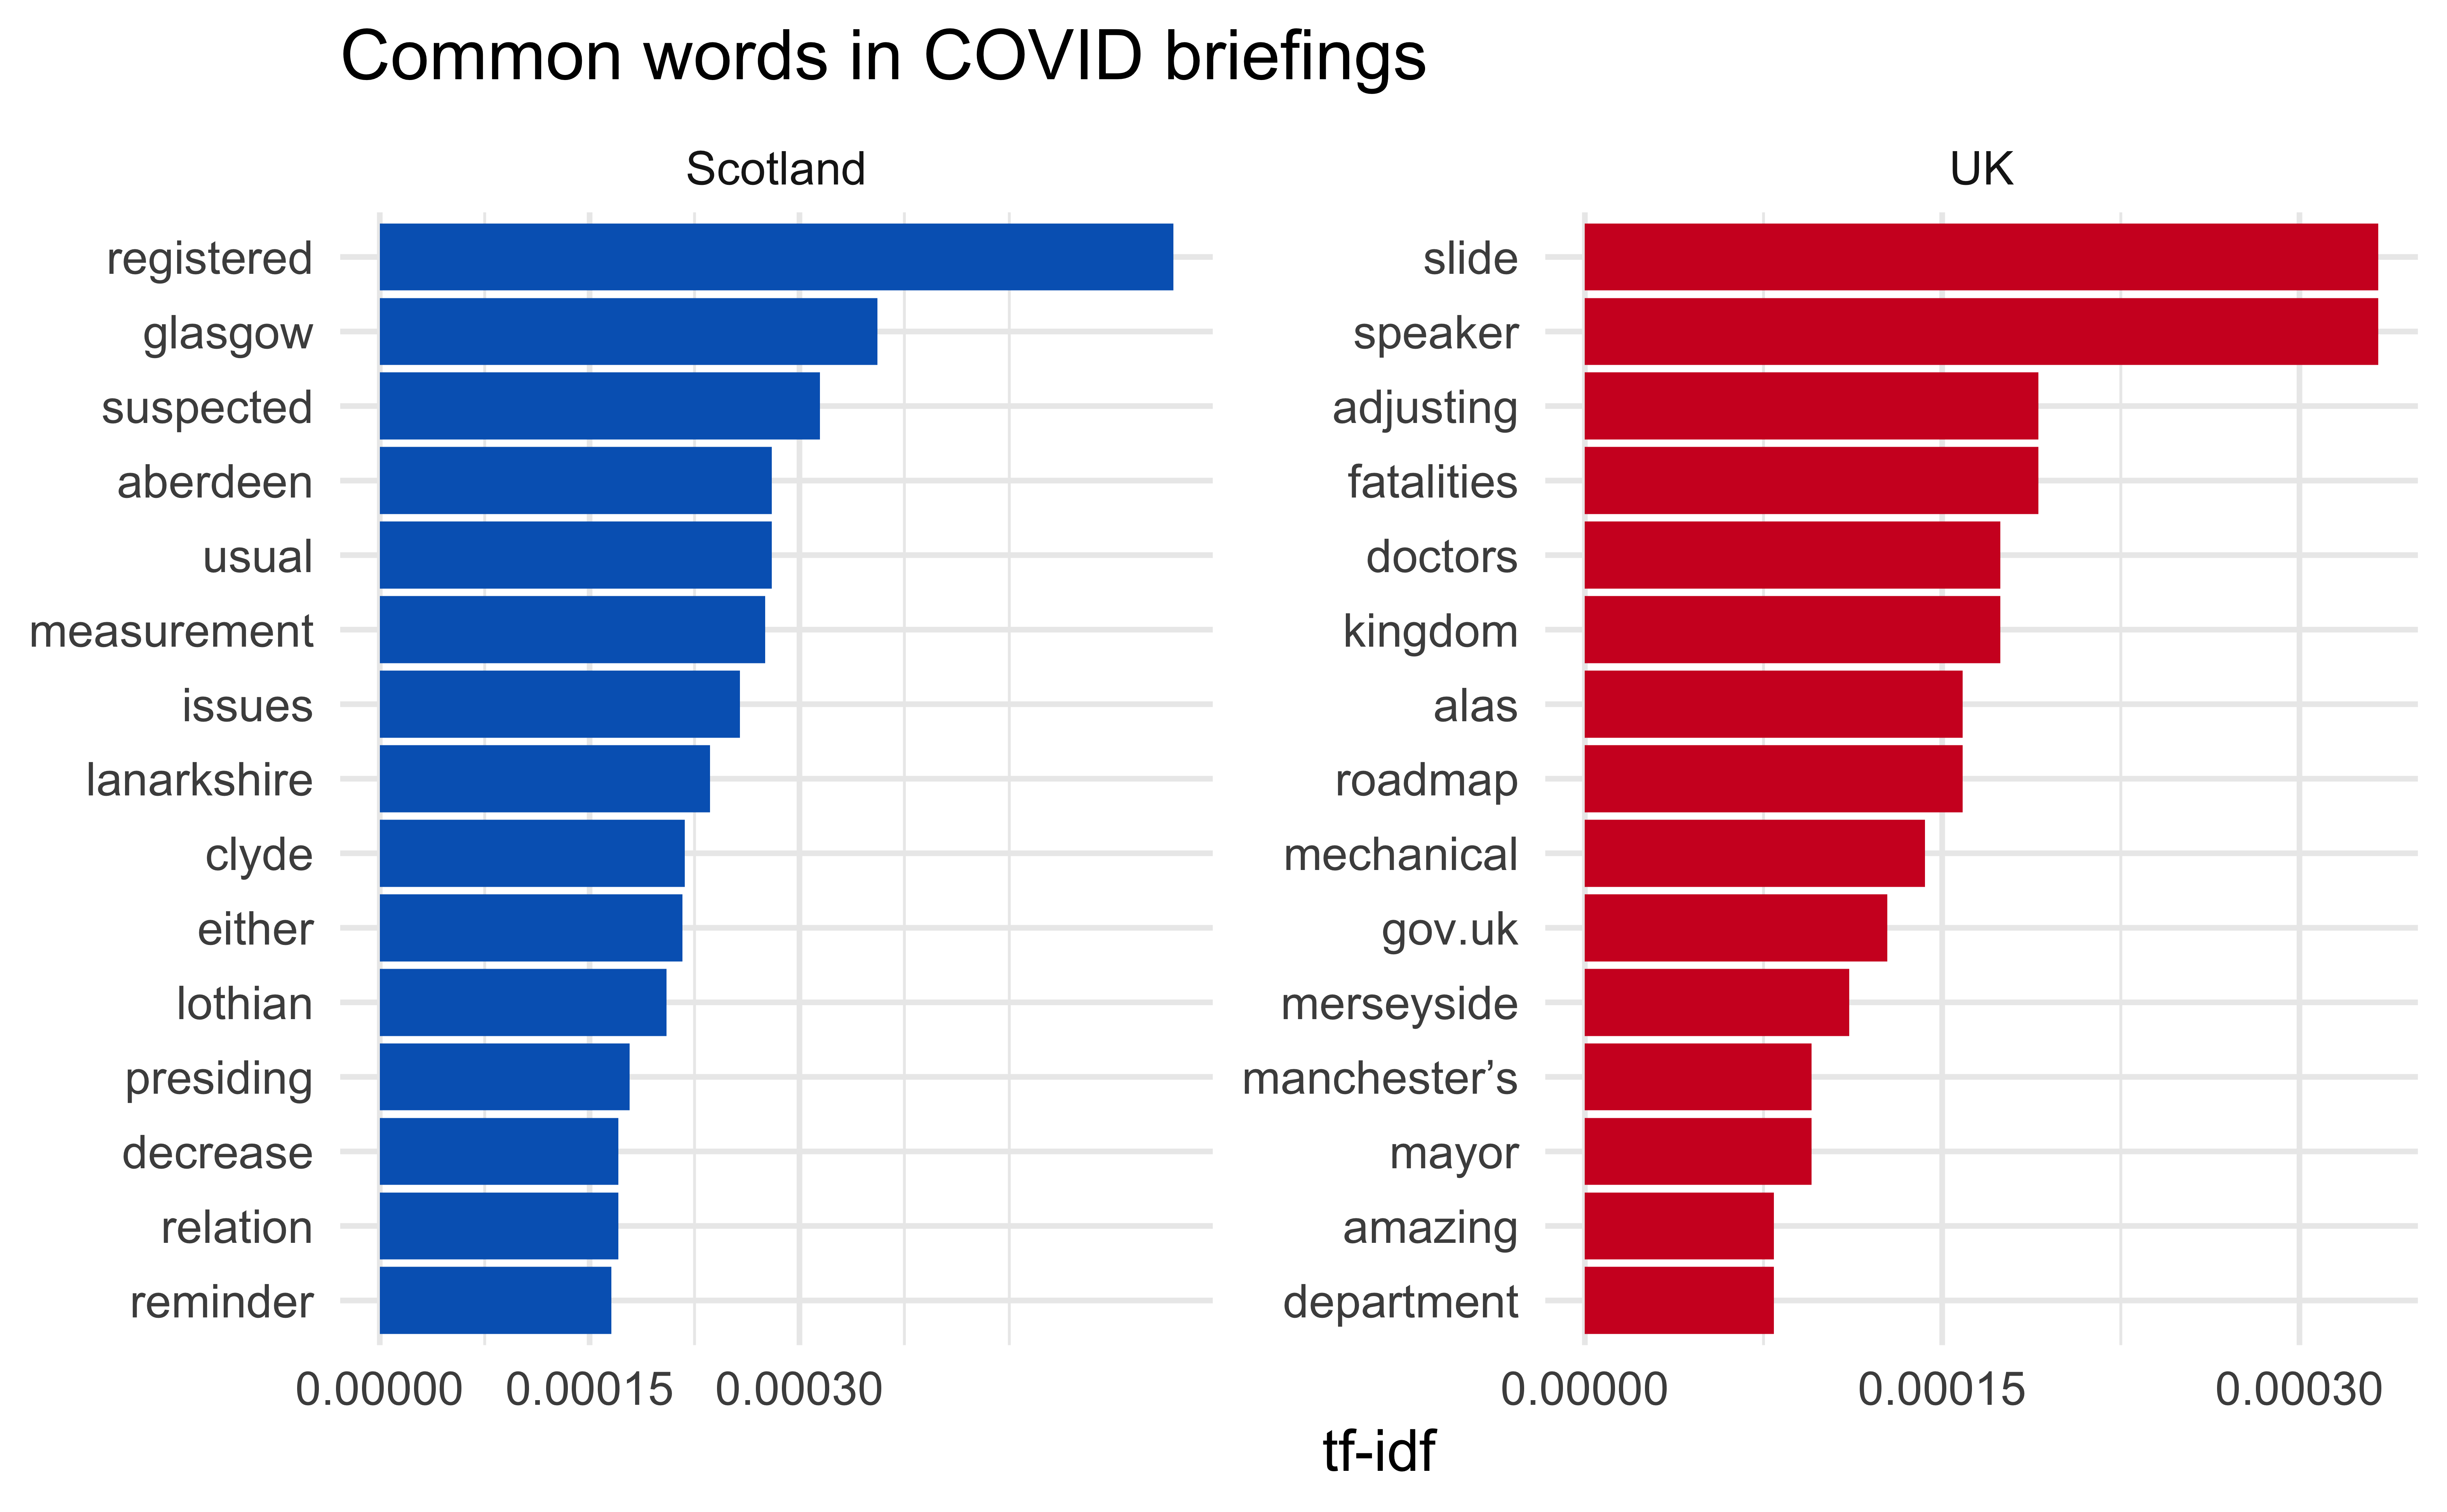 Common words in COVID briefings
Scotland
registered
glasgow
suspected
aberdeen
usual
measurement
issues
lanarkshire
clyde
either
lothian
presiding
decrease
relation
reminder
0.00000 0.00015 0.00030
UK
slide
speaker
adjusting
fatalities
doctors
kingdom
alas
roadmap
mechanical
gov.uk
merseyside
manchester’s
mayor
amazing
department
0.00000 0.00015 0.00030
tf-idf